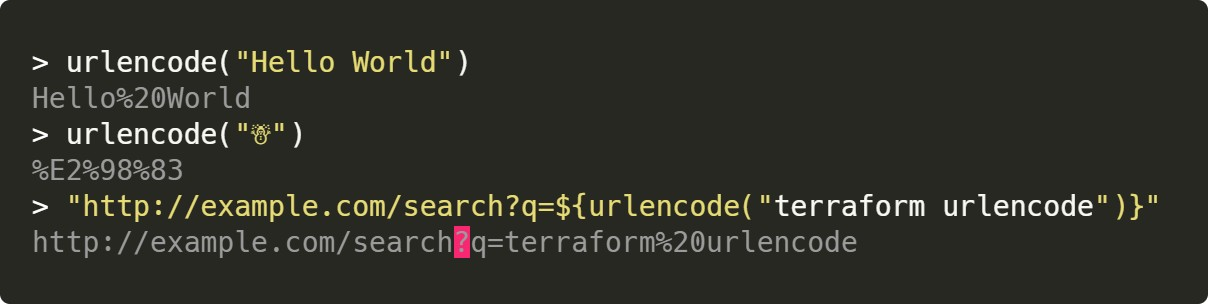 > urlencode("Hello World")
Hello%20World
> urlencode("☃")
%E2%98%83
> "http://example.com/search?q=${urlencode("terraform urlencode")}"
http://example.com/search?q=terraform%20urlencode